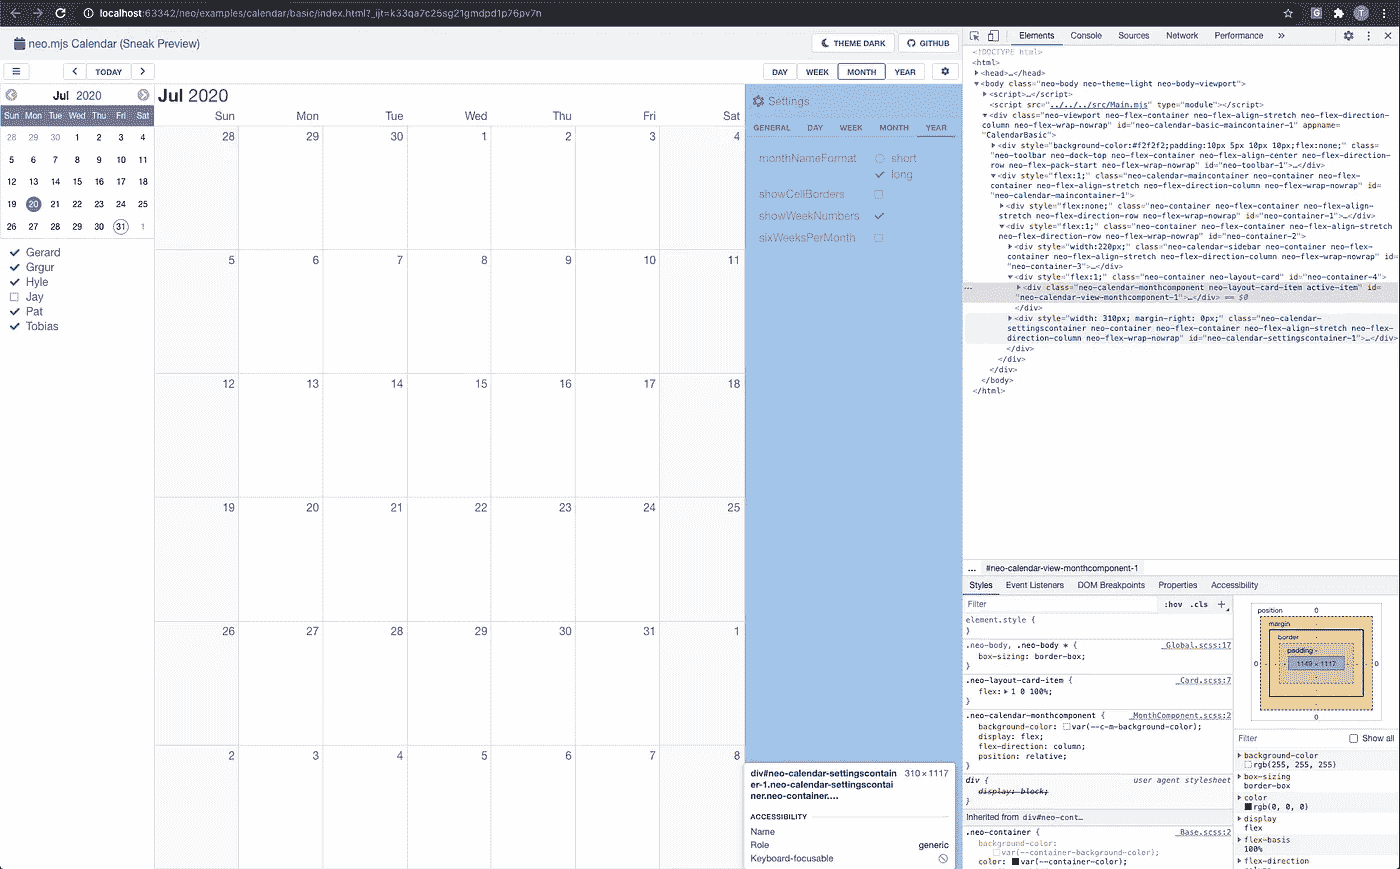 localhost:63342/neo/examples/calendar/basic/index.html?_ijt=k33qa7c25sg21gmdpd1p76pv7n
G
T
neo.mjs Calendar (Sneak Preview)
THEME DARK
GITHUB
TODAY
DAY WEEK MONTH YEAR
Jul 2020
Sun Mon Tue Wed Thu Fri Sat
28 29 30 1 2 3 4
5 6 7 8 9 10 11
12 13 14 15 16 17 18
19 20 21 22 23 24 25
26 27 28 29 30 31 1
Gerard
Grgur
Hyle
Jay
Pat
Tobias
Jul 2020
Sun Mon Tue Wed Thu Fri Sat
28 29 30 1 2 3 4
5 6 7 8 9 10 11
12 13 14 15 16 17 18
19 20 21 22 23 24 25
26 27 28 29 30 31 1
2 3 4 5 6 7 8
Settings
GENERAL DAY WEEK MONTH YEAR
monthNameFormat short
long
showCellBorders
showWeekNumbers
sixWeeksPerMonth
div#neo-calendar-settingscontain 310 × 1117
er-1.neo-calendar-settingscontai
ner.neo-container....
ACCESSIBILITY
Name
Role generic
Keyboard-focusable
Elements Console Sources Network Performance »
<!DOCTYPE html>
<html>
<head>…</head>
<body class="neo-body neo-theme-light neo-body-viewport">
<script>…</script>
<script src="../../../src/Main.mjs" type="module"></script>
<div class="neo-viewport neo-container neo-flex-container neo-flex-align-stretch neo-flex-direction-
column neo-flex-wrap-nowrap" id="neo-calendar-basic-maincontainer-1" appname=
"CalendarBasic">
<div style="background-color:#f2f2f2;padding:10px 5px 10px 10px;flex:none;" class=
"neo-toolbar neo-dock-top neo-flex-container neo-flex-align-center neo-flex-direction-
row neo-flex-pack-start neo-flex-wrap-nowrap" id="neo-toolbar-1">…</div>
<div style="flex:1;" class="neo-calendar-maincontainer neo-container neo-flex-
container neo-flex-align-stretch neo-flex-direction-column neo-flex-wrap-nowrap" id=
"neo-calendar-maincontainer-1">
<div style="flex:none;" class="neo-container neo-flex-container neo-flex-align-
stretch neo-flex-direction-row neo-flex-wrap-nowrap" id="neo-container-1">…</div>
<div style="flex:1;" class="neo-container neo-flex-container neo-flex-align-stretch
neo-flex-direction-row neo-flex-wrap-nowrap" id="neo-container-2">
<div style="width:220px;" class="neo-calendar-sidebar neo-container neo-flex-
container neo-flex-align-stretch neo-flex-direction-column neo-flex-wrap-nowrap" id=
"neo-container-3">…</div>
<div style="flex:1;" class="neo-container neo-layout-card" id="neo-container-4">
… <div class="neo-calendar-monthcomponent neo-layout-card-item active-item" id=
"neo-calendar-view-monthcomponent-1">…</div> == $0
</div>
<div style="width: 310px; margin-right: 0px;" class="neo-calendar-
settingscontainer neo-container neo-flex-container neo-flex-align-stretch neo-flex-
direction-column neo-flex-wrap-nowrap" id="neo-calendar-settingscontainer-1">…</div>
</div>
</div>
</div>
</body>
</html>
... #neo-calendar-view-monthcomponent-1
Styles Event Listeners DOM Breakpoints Properties Accessibility
Filter :hov .cls +
element.style {
}
.neo-body, .neo-body * { _Global.scss:17
box-sizing: border-box;
}
.neo-layout-card-item { _Card.scss:7
flex: 1 0 100%;
}
.neo-calendar-monthcomponent { _MonthComponent.scss:2
background-color: var(--c-m-background-color);
display: flex;
flex-direction: column;
position: relative;
}
div { user agent stylesheet
display: block;
}
Inherited from div#neo-cont…
.neo-container { _Base.scss:2
background-color:
var(--container-background-color);
color: var(--container-color);
position 0
margin -
border -
padding -
0 - - - 1149 × 1117 - - - 0
-
-
-
0
Filter Show all
background-color
rgb(255, 255, 255)
box-sizing
border-box
color
rgb(0, 0, 0)
display
flex
flex-basis
100%
flex-direction